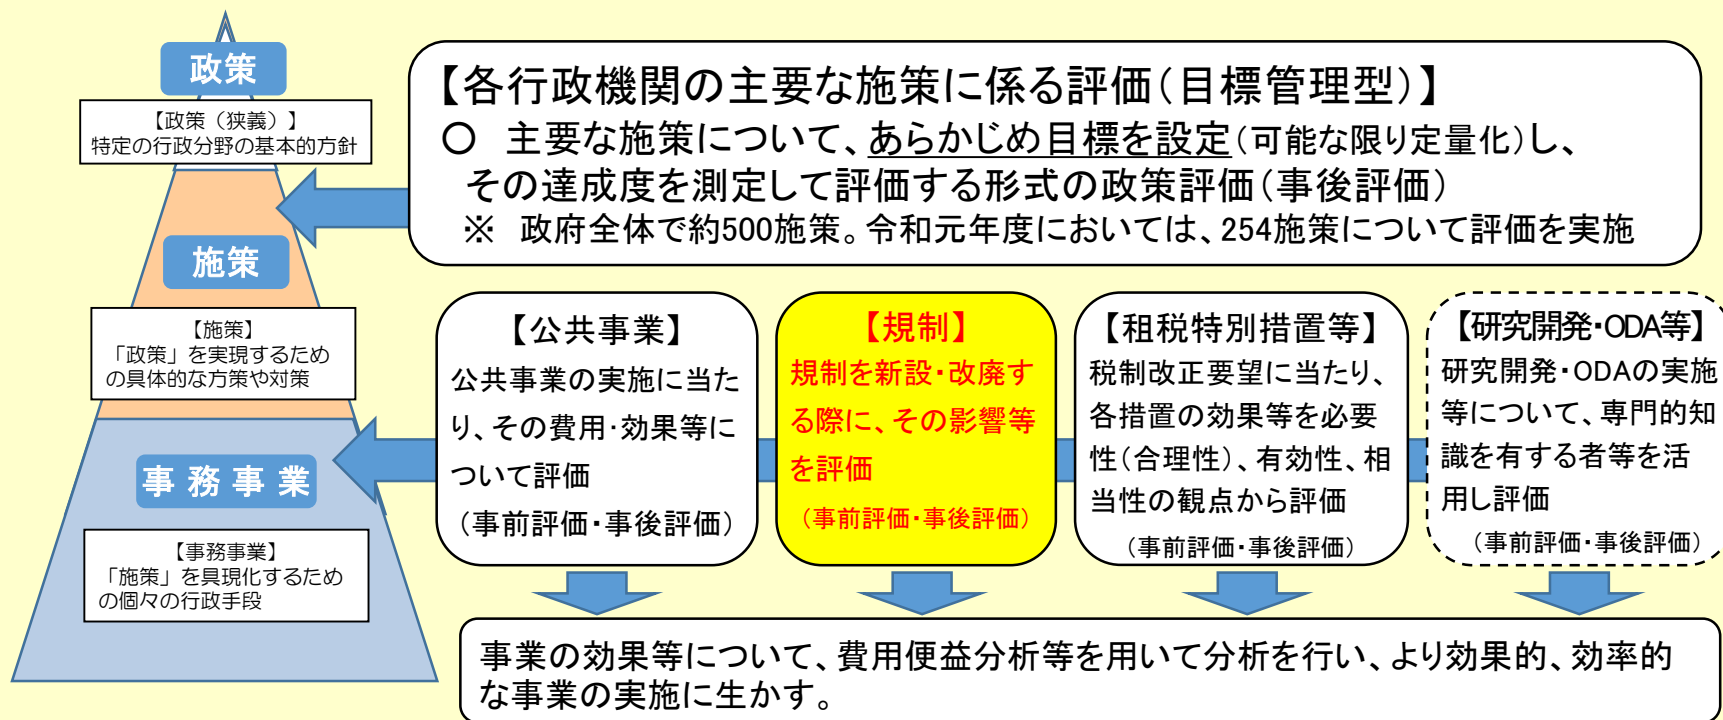 政策
【政策（狭義）】
特定の行政分野の基本的方針
施策
【施策】
「政策」を実現するため
の具体的な方策や対策
事務事業
【事務事業】
「施策」を具現化するため
の個々の行政手段
【各行政機関の主要な施策に係る評価（目標管理型）】
○　主要な施策について、あらかじめ目標を設定（可能な限り定量化）し、
その達成度を測定して評価する形式の政策評価（事後評価）
※　政府全体で約500施策。令和元年度においては、254施策について評価を実施
【公共事業】
公共事業の実施に当た
り、その費用・効果等に
ついて評価
（事前評価・事後評価）
【規制】
規制を新設・改廃す
る際に、その影響等
を評価
（事前評価・事後評価）
【租税特別措置等】
税制改正要望に当たり、
各措置の効果等を必要
性（合理性）、有効性、相
当性の観点から評価
（事前評価・事後評価）
【研究開発・ODA等】
研究開発・ODAの実施
等について、専門的知
識を有する者等を活
用し評価
（事前評価・事後評価）
事業の効果等について、費用便益分析等を用いて分析を行い、より効果的、効率的
な事業の実施に生かす。